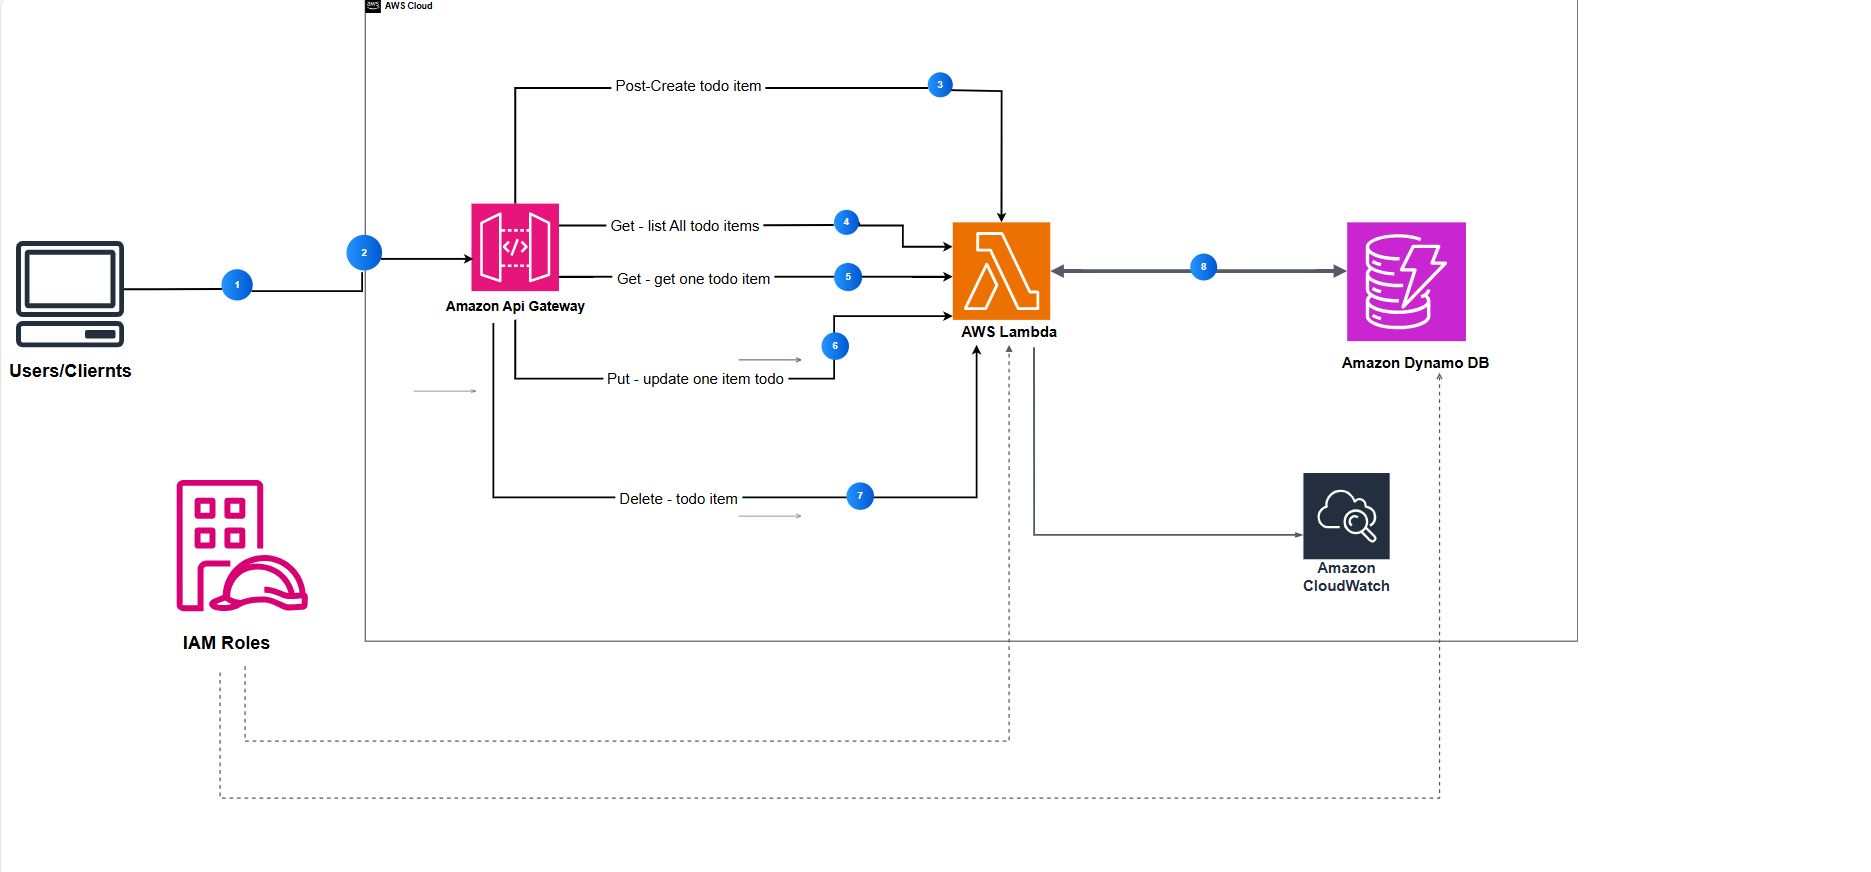 aws AWS Cloud
Post-Create todo item
3
Get - list All todo items
4
2
1
Get - get one todo item
5
8
Amazon Api Gateway
AWS Lambda
6
Users/Cliernts
Amazon Dynamo DB
Put - update one item todo
Delete - todo item
7
Amazon
CloudWatch
IAM Roles